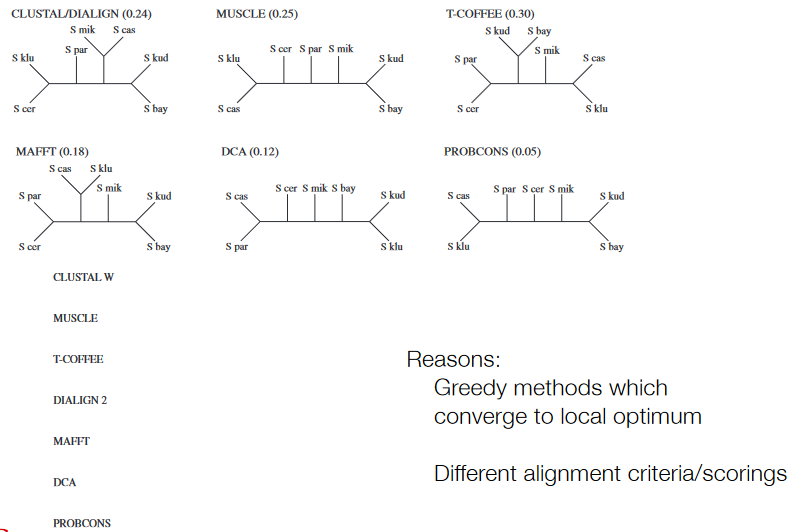 CLUSTAL/DIALIGN (0.24)
S mik S cas
S par
S klu S kud
S cer S bay
MUSCLE (0.25)
S cer S par S mik
S klu S kud
S cas S bay
T-COFFEE (0.30)
S kud S bay
S mik
S par S cas
S cer S klu
MAFFT (0.18)
S cas S klu
S mik
S par S kud
S cer S bay
DCA (0.12)
S cer S mik S bay
S cas S kud
S par S klu
PROBCONS (0.05)
S par S cer S mik
S cas S kud
S klu S bay
CLUSTAL W
MUSCLE
T-COFFEE
DIALIGN 2
MAFFT
DCA
PROBCONS
Reasons:
Greedy methods which
converge to local optimum
Different alignment criteria/scorings